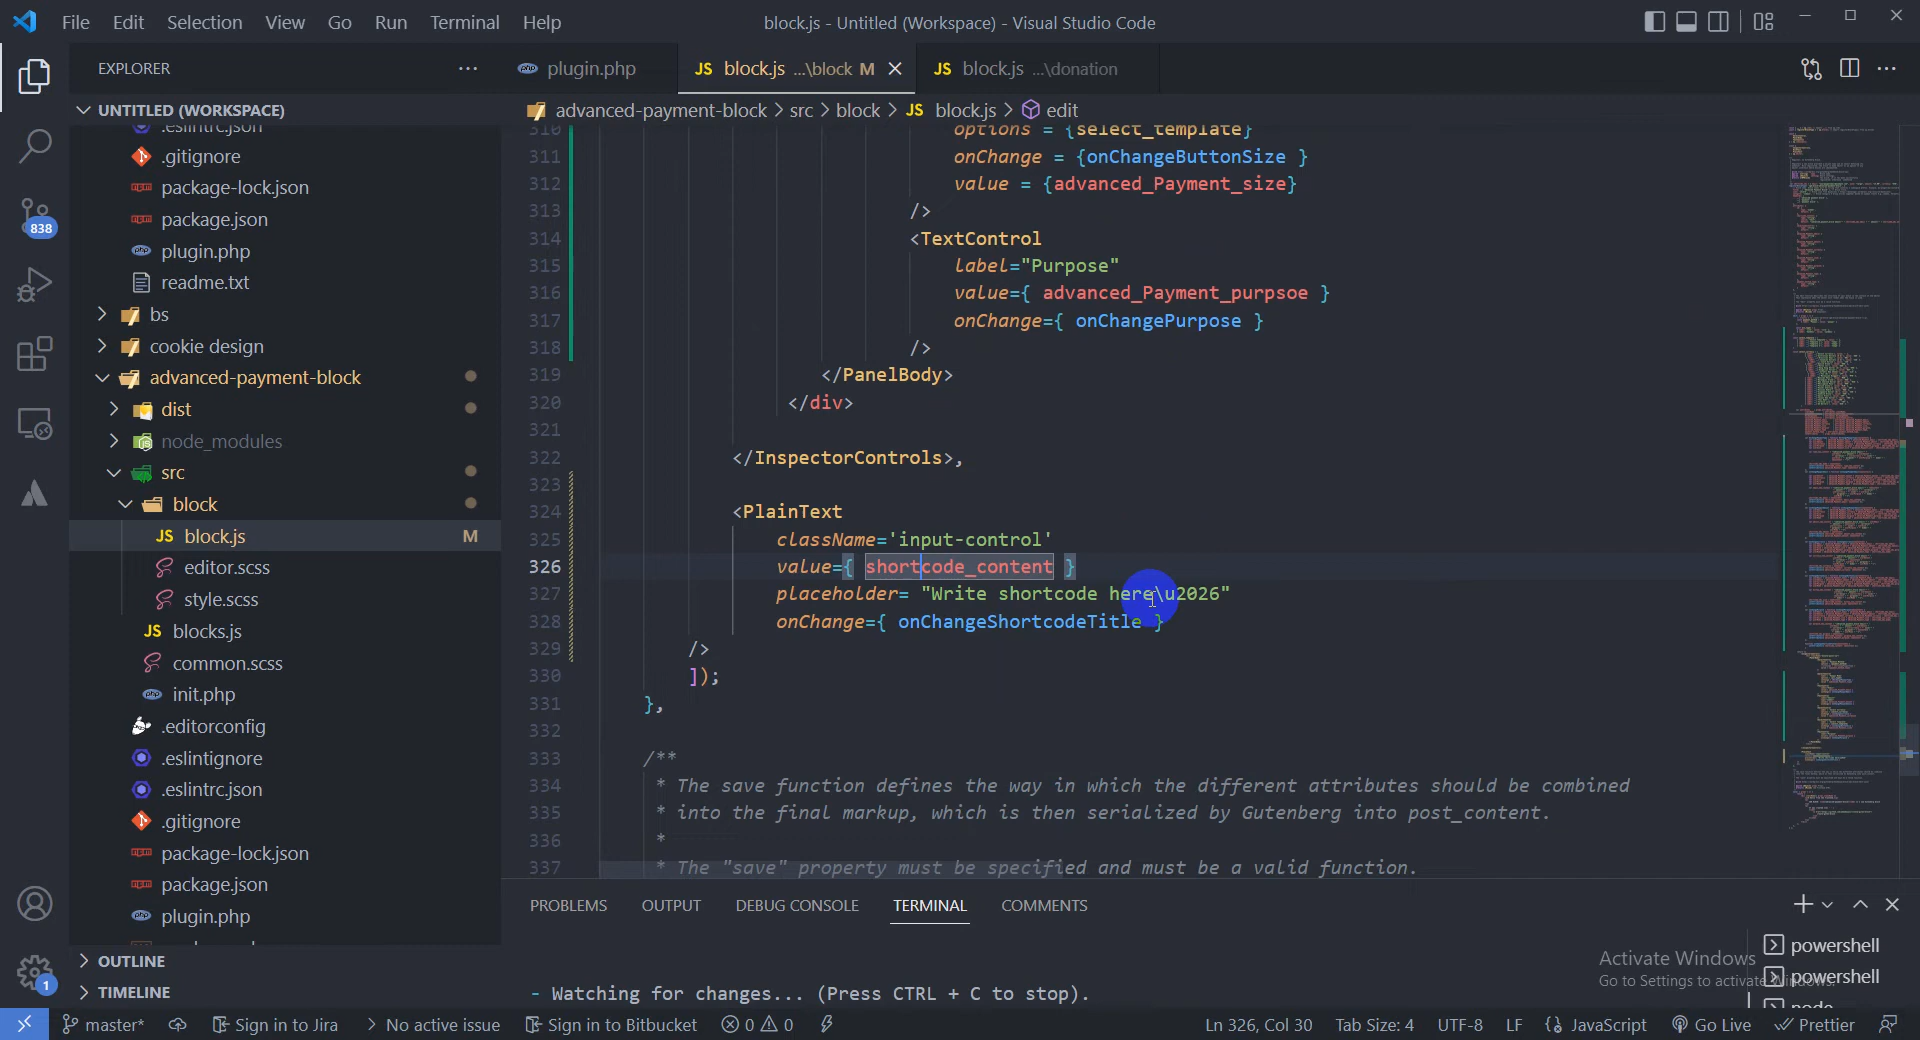 File Edit Selection View Go Run Terminal Help
block.js - Untitled (Workspace) - Visual Studio Code
EXPLORER
UNTITLED (WORKSPACE)
.eslintrc.json
.gitignore
package-lock.json
package.json
plugin.php
readme.txt
bs
cookie design
advanced-payment-block
dist
node_modules
src
block
block.js M
editor.scss
style.scss
blocks.js
common.scss
init.php
.editorconfig
.eslintignore
.eslintrc.json
.gitignore
package-lock.json
package.json
plugin.php
OUTLINE
TIMELINE
838
1
plugin.php
JS block.js ...\block M
JS block.js ...\donation
advanced-payment-block > src > block > JS block.js > edit
310 options = {select_template}
311 onChange = {onChangeButtonSize }
312 value = {advanced_Payment_size}
313 />
314 <TextControl
315 label="Purpose"
316 value={ advanced_Payment_purpsoe }
317 onChange={ onChangePurpose }
318 />
319 </PanelBody>
320 </div>
321
322 </InspectorControls>,
323
324 <PlainText
325 className='input-control'
326 value={ shortcode_content }
327 placeholder= "Write shortcode here\u2026"
328 onChange={ onChangeShortcodeTitle }
329 />
330 ]);
331 },
332
333 /**
334 * The save function defines the way in which the different attributes should be combined
335 * into the final markup, which is then serialized by Gutenberg into post_content.
336 *
337 * The "save" property must be specified and must be a valid function.
PROBLEMS OUTPUT DEBUG CONSOLE TERMINAL COMMENTS
- Watching for changes... (Press CTRL + C to stop).
powershell
powershell
node
Activate Windows
Go to Settings to activate Windows.
master* Sign in to Jira > No active issue Sign in to Bitbucket 0 0 Ln 326, Col 30 Tab Size: 4 UTF-8 LF {} JavaScript Go Live Prettier